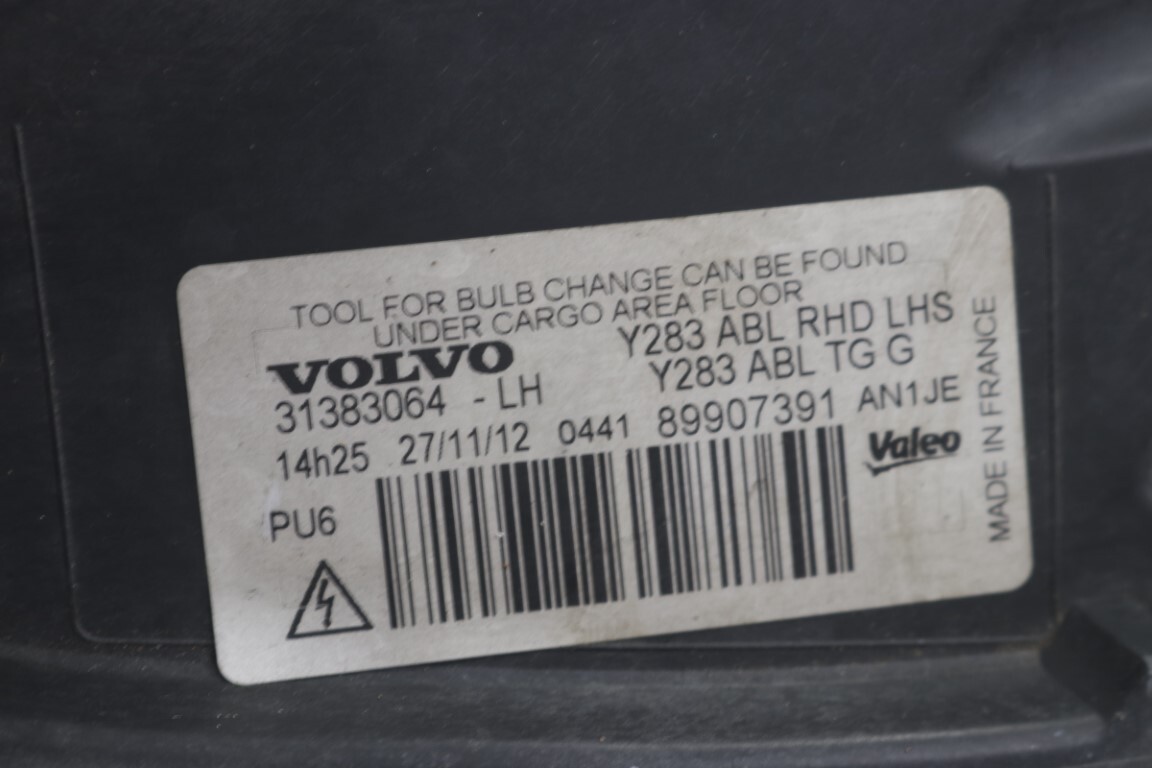 TOOL FOR BULB CHANGE CAN BE FOUND
UNDER CARGO AREA FLOOR
VOLVO Y283 ABL RHD LHS
31383064 - LH Y283 ABL TG G
14h25 27/11/12 0441 89907391 AN1JE
Valeo
PU6
MADE IN FRANCE